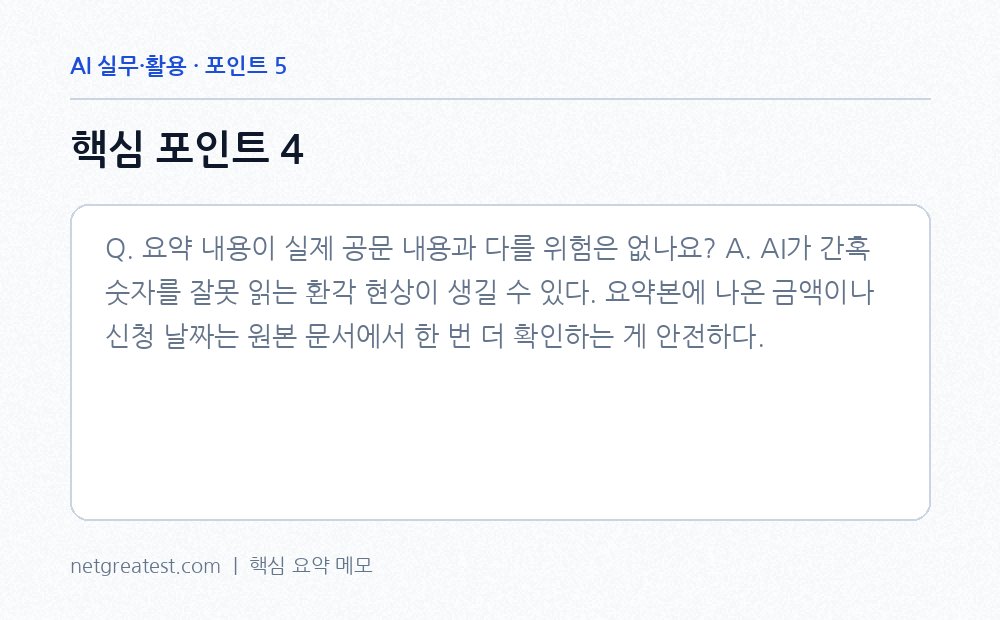 AI 실무·활용 · 포인트 5
핵심 포인트 4
Q. 요약 내용이 실제 공문 내용과 다를 위험은 없나요? A. AI가 간혹
숫자를 잘못 읽는 환각 현상이 생길 수 있다. 요약본에 나온 금액이나
신청 날짜는 원본 문서에서 한 번 더 확인하는 게 안전하다.
netgreatest.com | 핵심 요약 메모